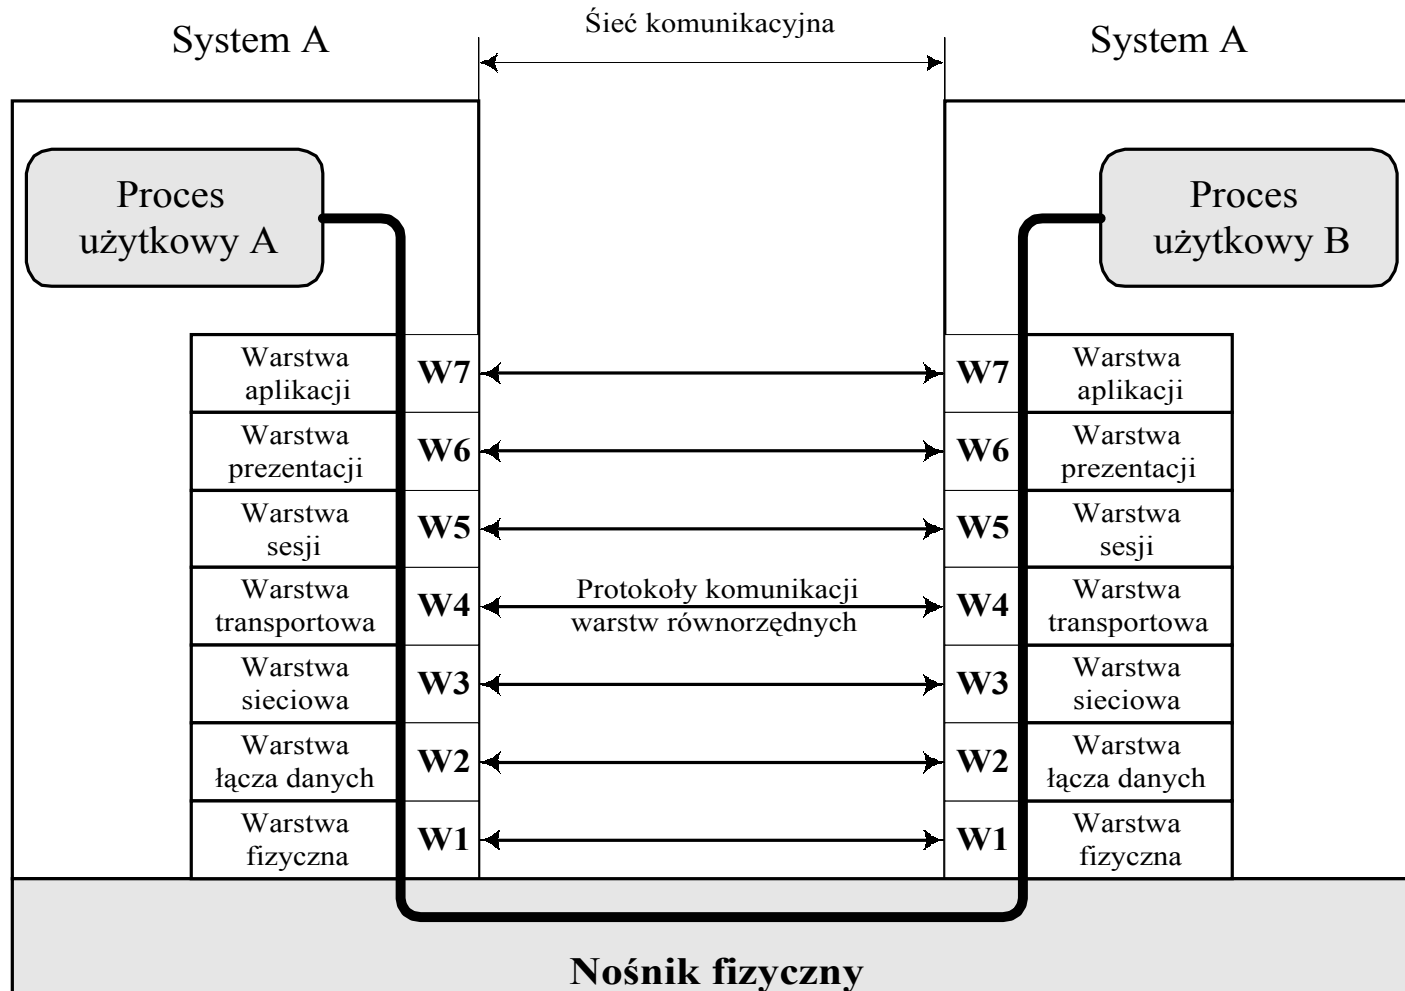 System A
Śieć komunikacyjna
System A
Proces
użytkowy A
Proces
użytkowy B
Warstwa
aplikacji
W7
W7
Warstwa
aplikacji
Warstwa
prezentacji
W6
W6
Warstwa
prezentacji
Warstwa
sesji
W5
W5
Warstwa
sesji
Warstwa
transportowa
W4
Protokoły komunikacji
warstw równorzędnych
W4
Warstwa
transportowa
Warstwa
sieciowa
W3
W3
Warstwa
sieciowa
Warstwa
łącza danych
W2
W2
Warstwa
łącza danych
Warstwa
fizyczna
W1
W1
Warstwa
fizyczna
Nośnik fizyczny